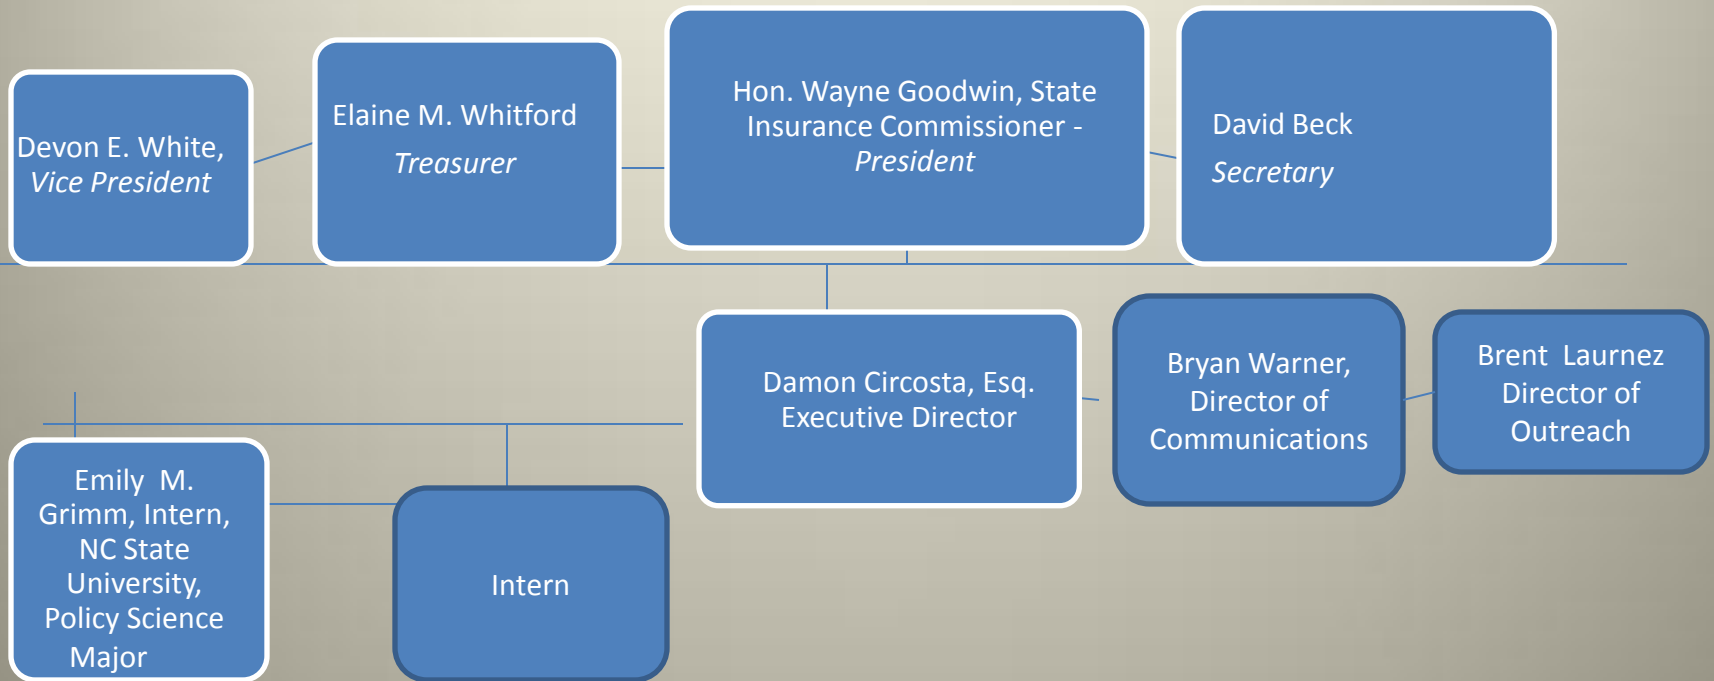 Devon E. White,
Vice President
Elaine M. Whitford
Treasurer
Hon. Wayne Goodwin, State
Insurance Commissioner -
President
David Beck
Secretary
Damon Circosta, Esq.
Executive Director
Bryan Warner,
Director of
Communications
Brent  Laurnez
Director of
Outreach
Emily  M.
Grimm, Intern,
NC State
University,
Policy Science
Major
Intern